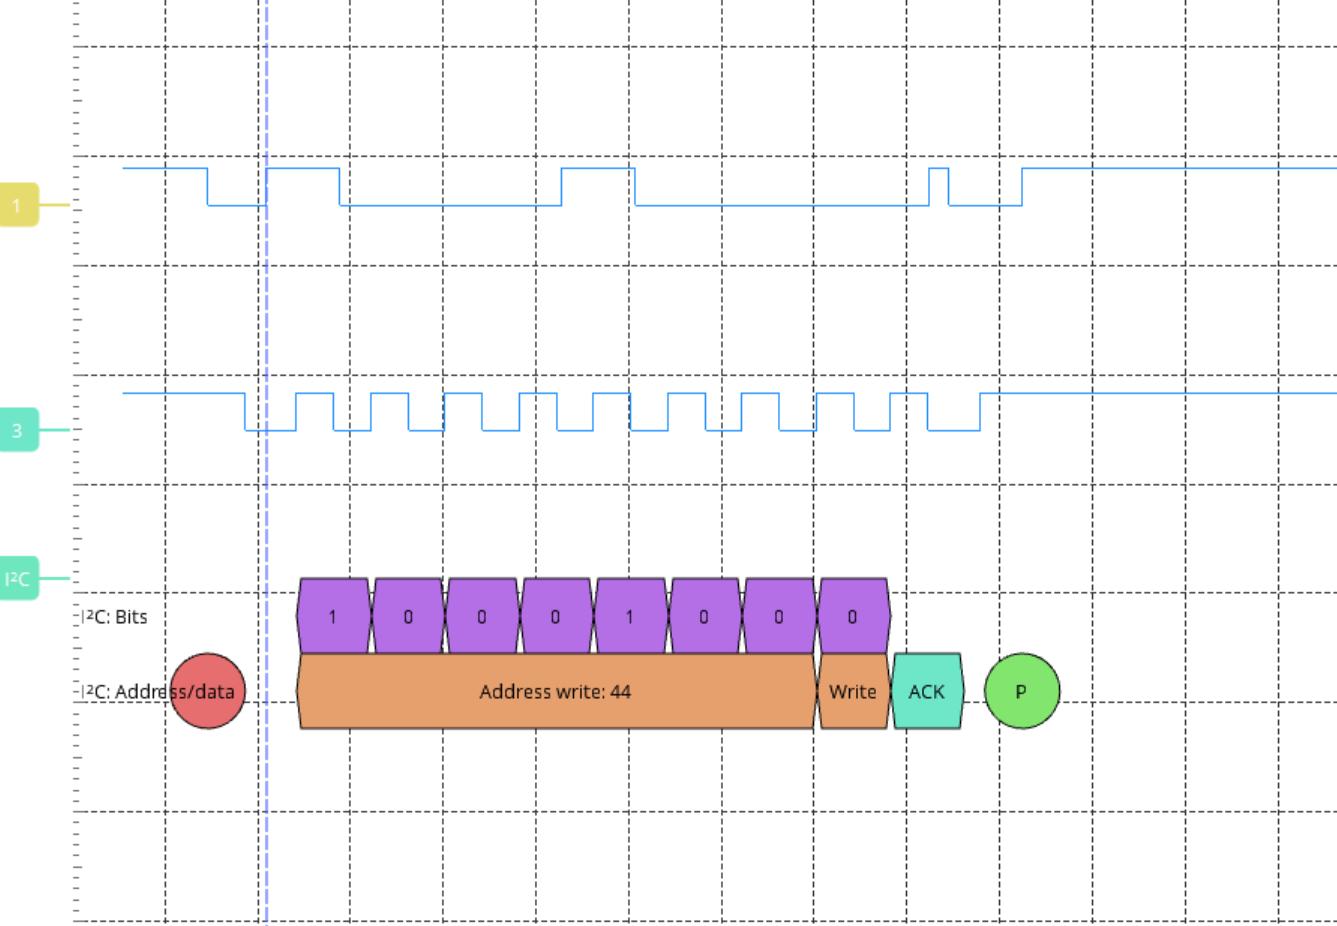 1
3
I²C
I²C: Bits
1 0 0 0 1 0 0 0
I²C: Address/data
Address write: 44
Write
ACK
P